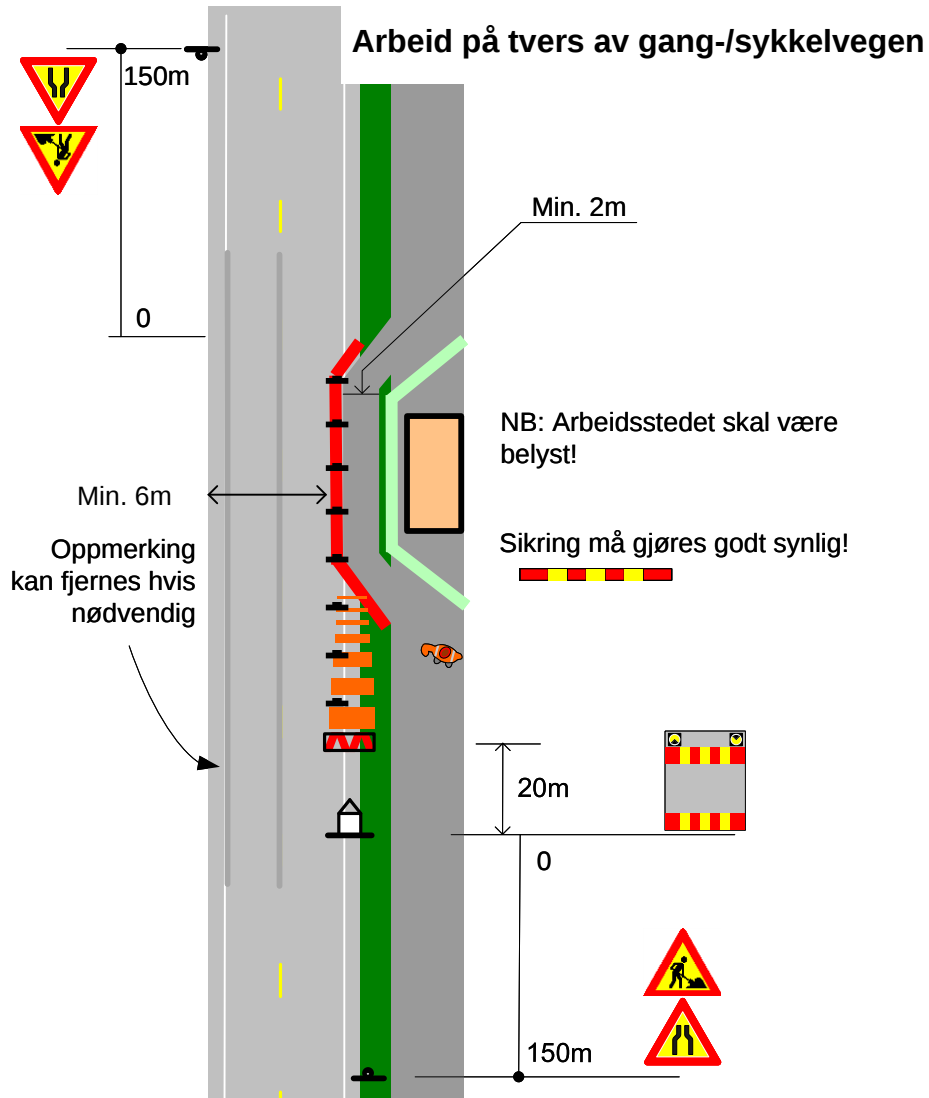 Arbeid på tvers av gang-/sykkelvegen
150m
Min. 2m
0
NB: Arbeidsstedet skal være
belyst!
Min. 6m
Sikring må gjøres godt synlig!
Oppmerking
kan fjernes hvis
nødvendig
20m
0
150m